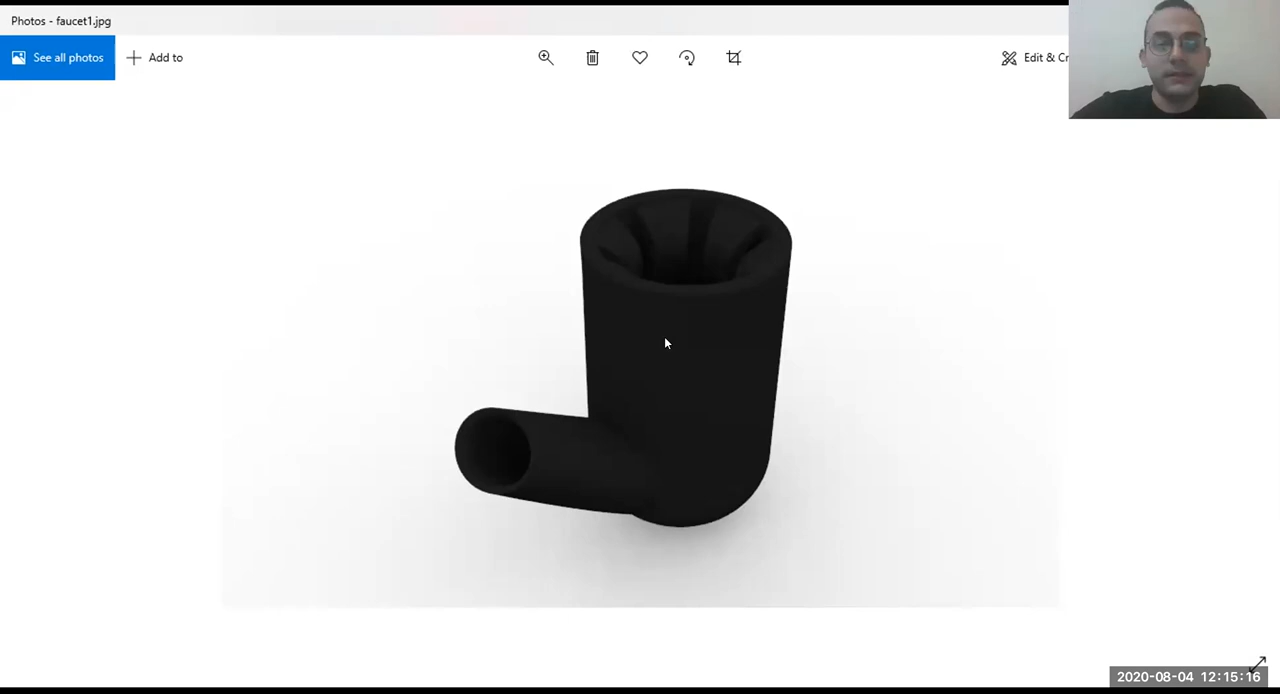 Photos - faucet1.jpg
See all photos
Add to
Edit & Cr
2020-08-04 12:15:16